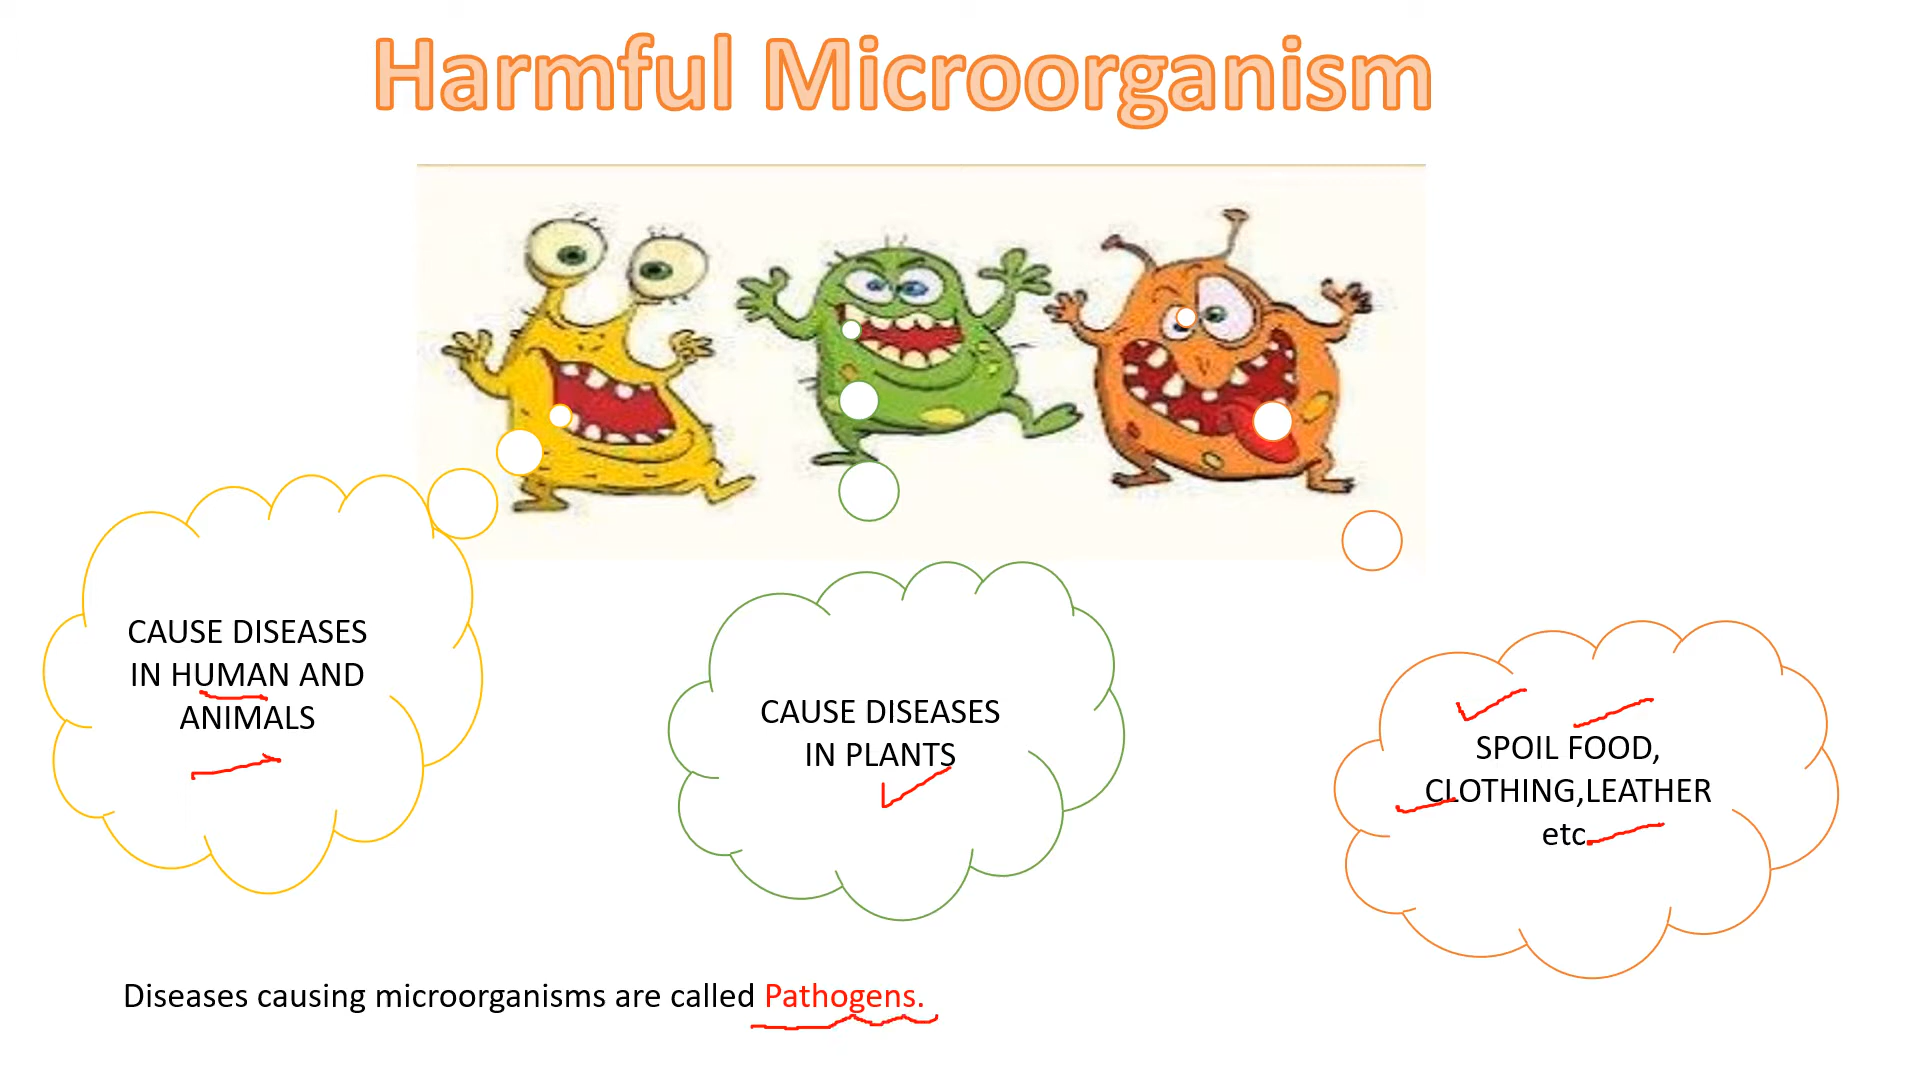 Harmful Microorganism
CAUSE DISEASES
IN HUMAN AND
ANIMALS
CAUSE DISEASES
IN PLANTS
SPOIL FOOD,
CLOTHING,LEATHER
etc.
Diseases causing microorganisms are called Pathogens.